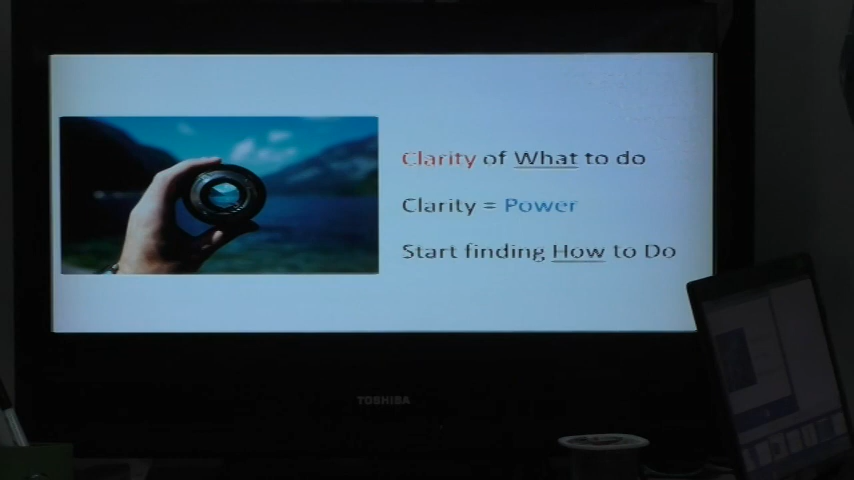 Clarity of What to do
Clarity = Power
Start finding How to Do
TOSHIBA